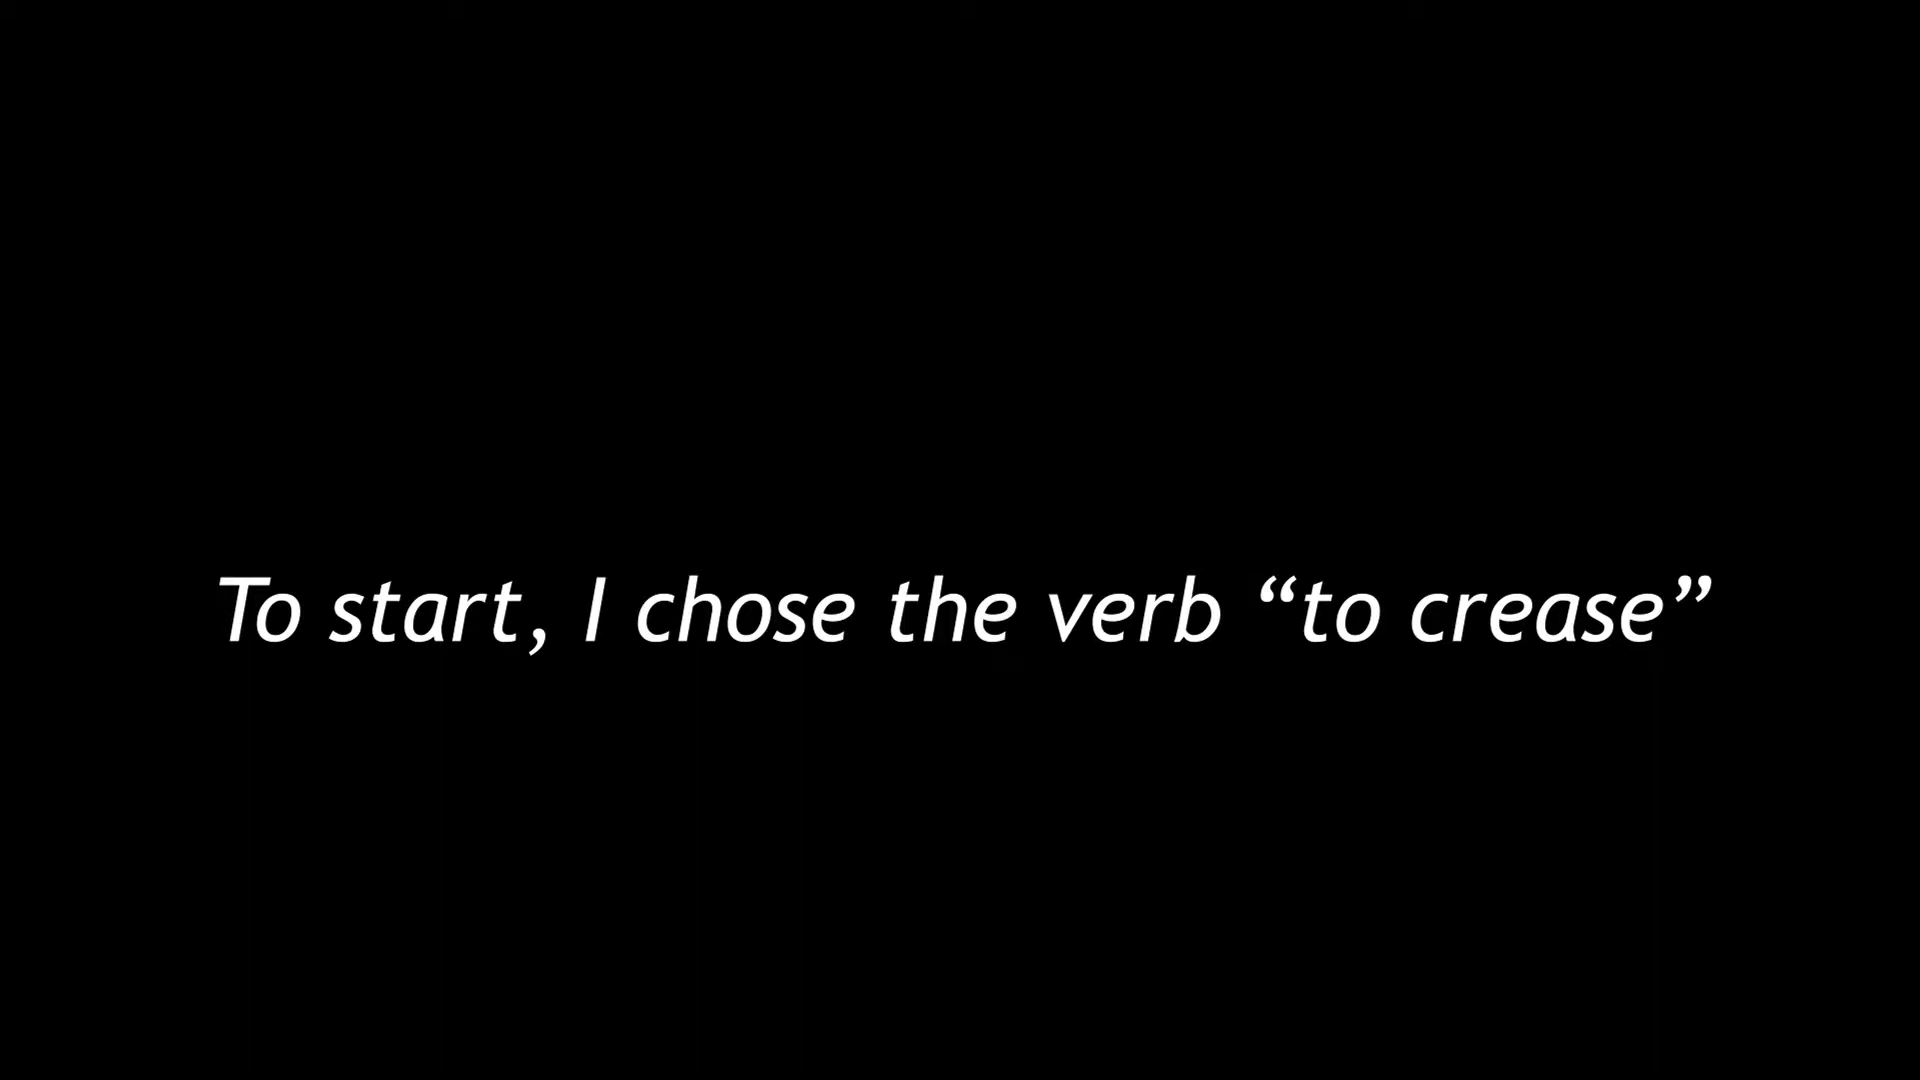 To start, I chose the verb “to crease”